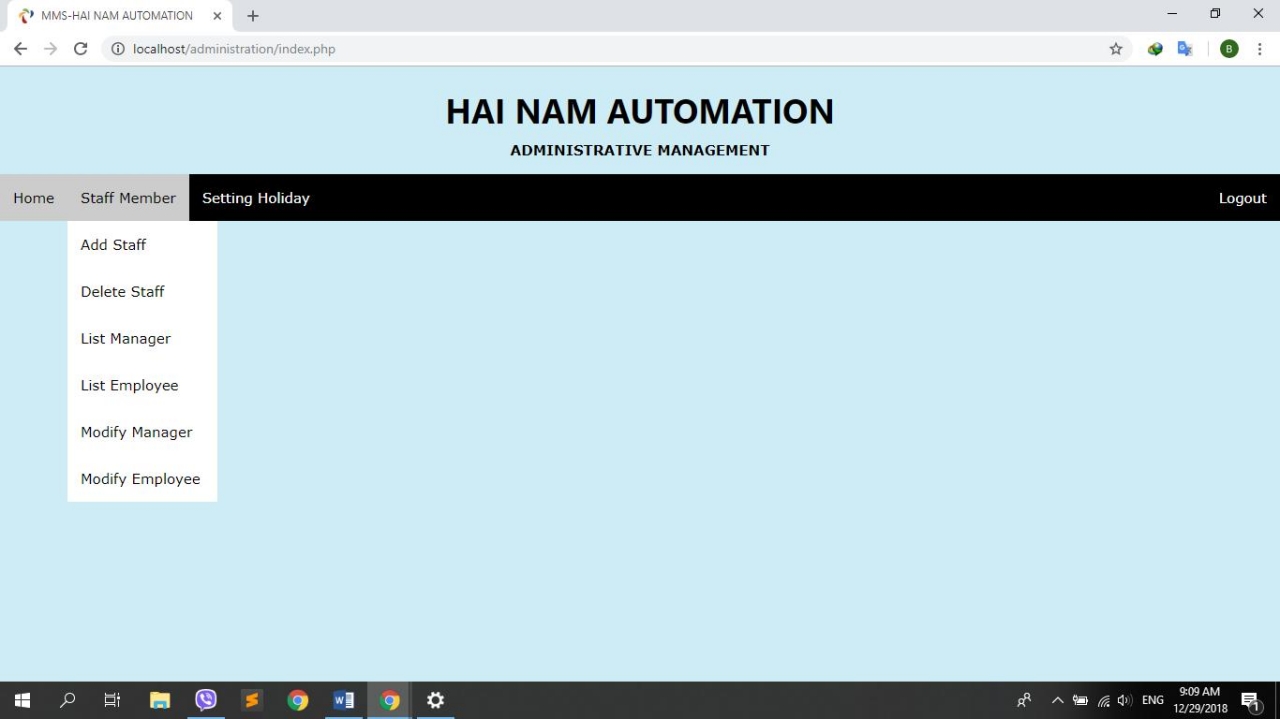 MMS-HAI NAM AUTOMATION
localhost/administration/index.php
B
HAI NAM AUTOMATION
ADMINISTRATIVE MANAGEMENT
Home Staff Member Setting Holiday Logout
Add Staff
Delete Staff
List Manager
List Employee
Modify Manager
Modify Employee
ENG
9:09 AM
12/29/2018
1